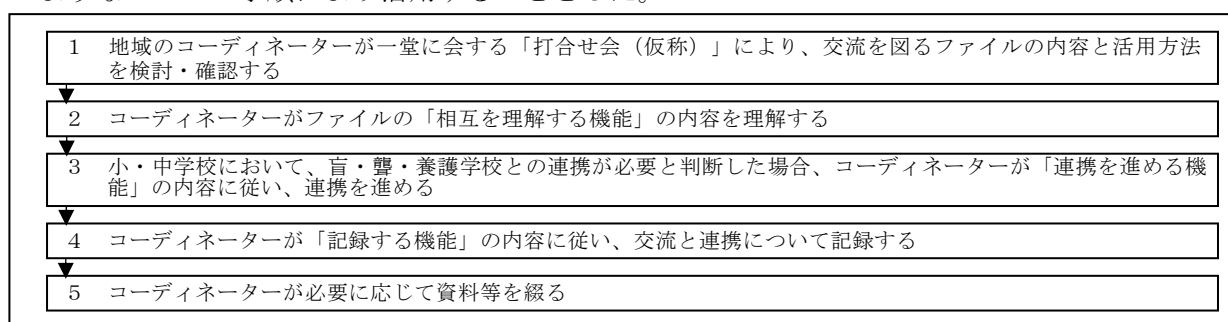 1 地域のコーディネーターが一堂に会する「打合せ会（仮称）」により、交流を図るファイルの内容と活用方法
を検討・確認する
2 コーディネーターがファイルの「相互を理解する機能」の内容を理解する
3 小・中学校において、盲・聾・養護学校との連携が必要と判断した場合、コーディネーターが「連携を進める機
能」の内容に従い、連携を進める
4 コーディネーターが「記録する機能」の内容に従い、交流と連携について記録する
5 コーディネーターが必要に応じて資料等を綴る